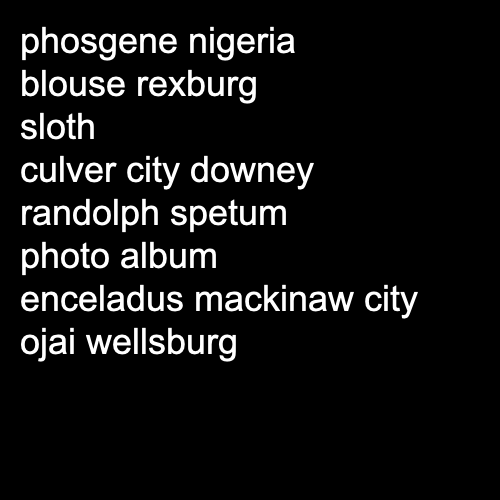 phosgene nigeria
blouse rexburg
sloth
culver city downey
randolph spetum
photo album
enceladus mackinaw city
ojai wellsburg